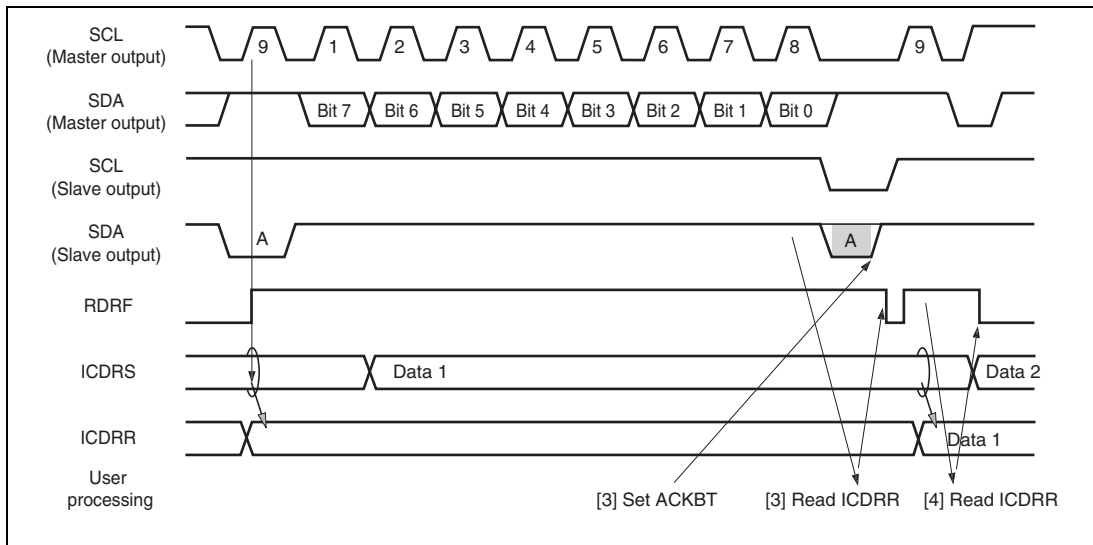 SCL
(Master output)
9 1 2 3 4 5 6 7 8 9
SDA
(Master output)
Bit 7 Bit 6 Bit 5 Bit 4 Bit 3 Bit 2 Bit 1 Bit 0
SCL
(Slave output)
SDA
(Slave output)
A A
RDRF
ICDRS
Data 1 Data 2
ICDRR
Data 1
User
processing
[3] Set ACKBT [3] Read ICDRR [4] Read ICDRR